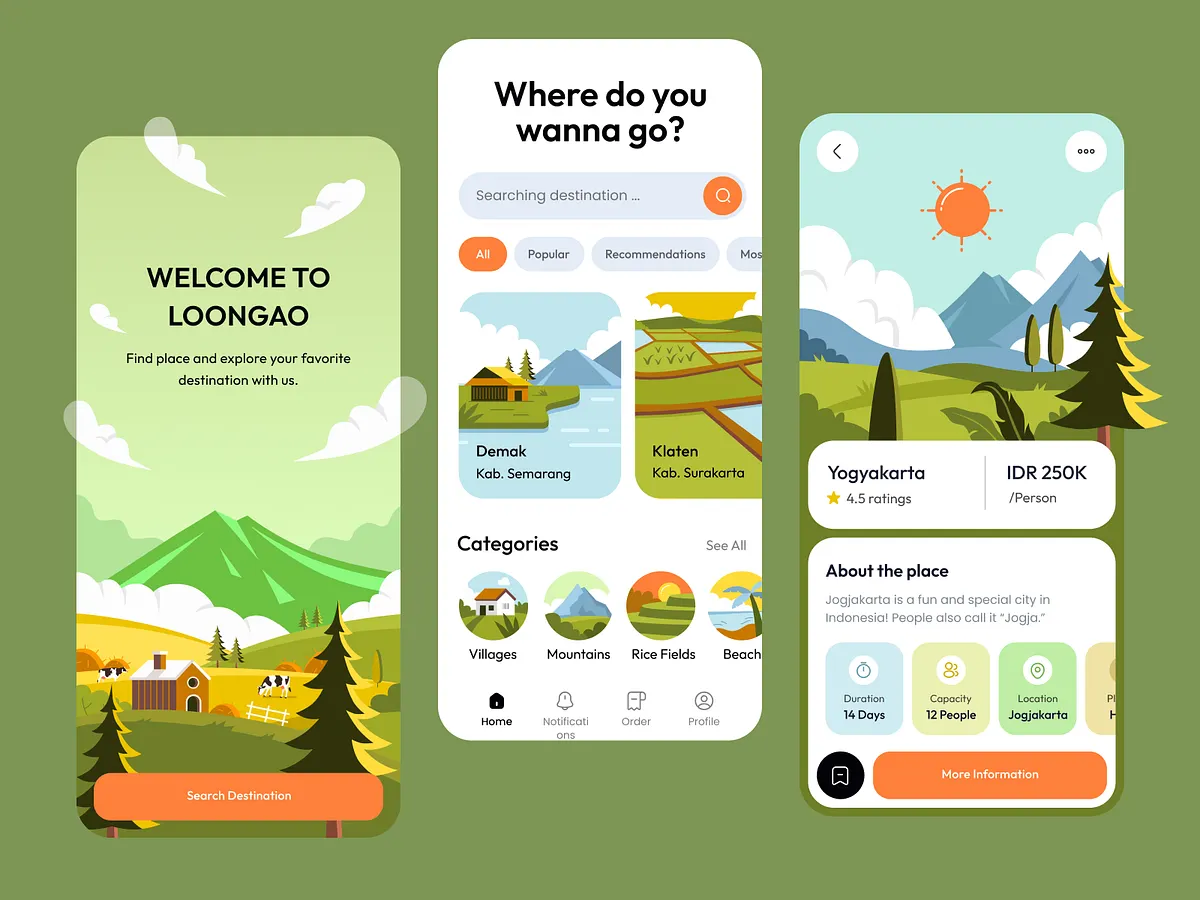 WELCOME TO
LOONGAO
Find place and explore your favorite
destination with us.
Search Destination
Where do you
wanna go?
Searching destination ...
All
Popular
Recommendations
Mos
Demak
Kab. Semarang
Klaten
Kab. Surakarta
Categories
See All
Villages
Mountains
Rice Fields
Beach
Home
Notificati
ons
Order
Profile
Yogyakarta
4.5 ratings
IDR 250K
/Person
About the place
Jogjakarta is a fun and special city in
Indonesia! People also call it “Jogja.”
Duration
14 Days
Capacity
12 People
Location
Jogjakarta
Pl
H
More Information